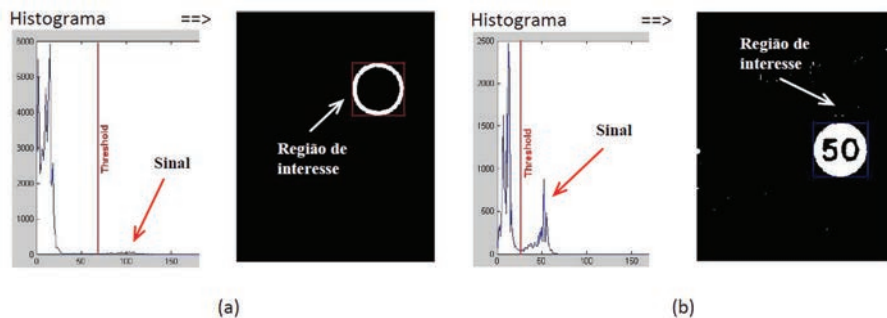 Histograma ==>
6000
5000
4000
3000
2000
1000
0
0 50 100 150
Threshold
Sinal
Região de
interesse
(a)
Histograma ==>
2500
2000
1500
1000
500
0
0 50 100 150
Threshold
Sinal
Região de
interesse
50
(b)